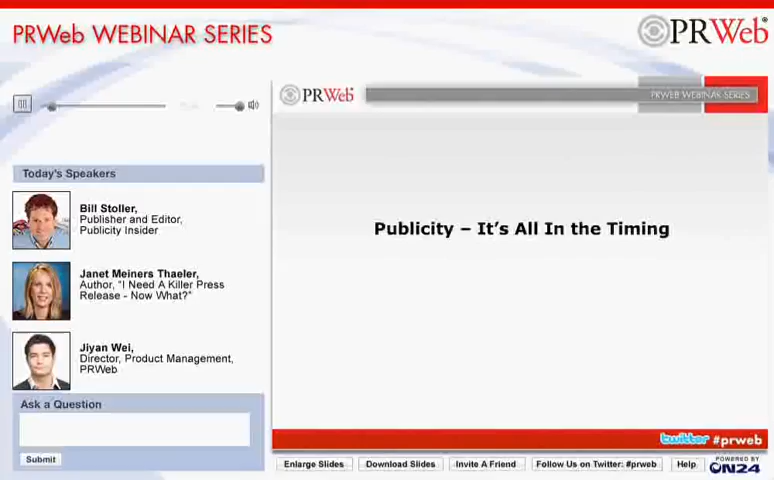 PRWeb WEBINAR SERIES
PRWeb
PRWeb
PRWEB WEBINAR SERIES
Today's Speakers
Bill Stoller,
Publisher and Editor,
Publicity Insider
Janet Meiners Thaeler,
Author, "I Need A Killer Press
Release - Now What?"
Jiyan Wei,
Director, Product Management,
PRWeb
Ask a Question
Submit
Publicity – It's All In the Timing
twitter #prweb
Enlarge Slides
Download Slides
Invite A Friend
Follow Us on Twitter: #prweb
Help
POWERED BY
ON24